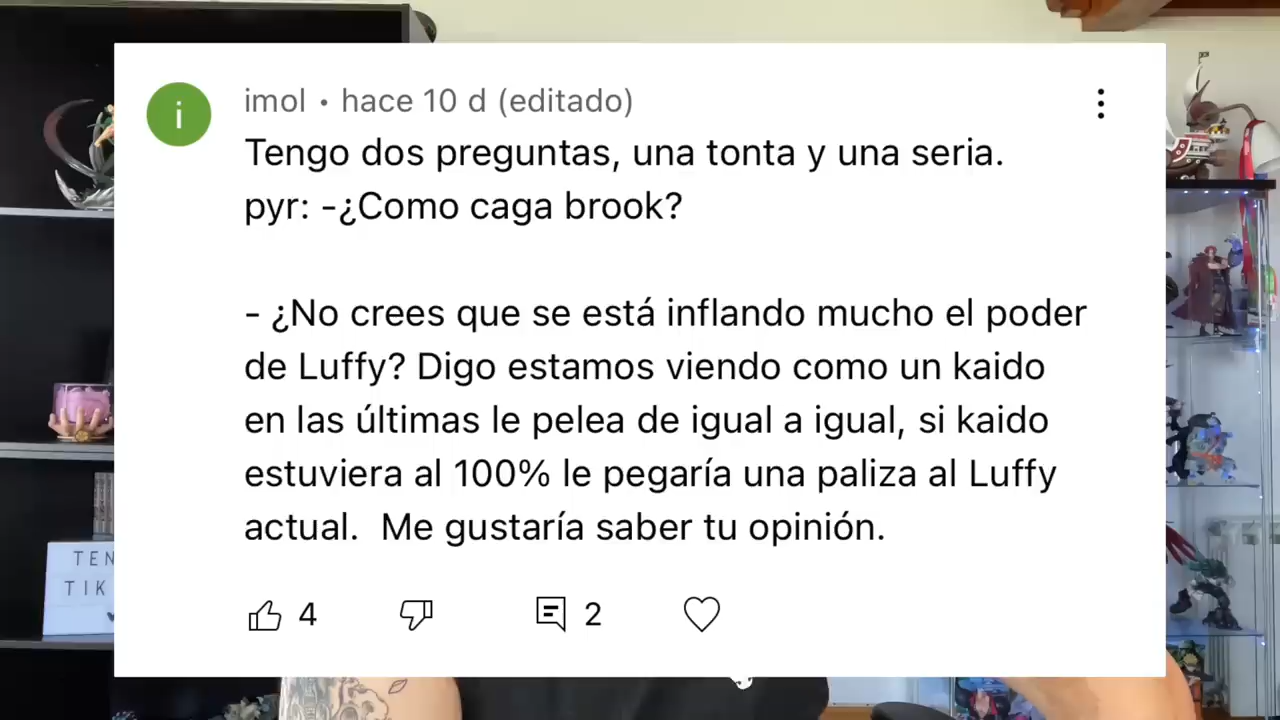 i
imol • hace 10 d (editado)
Tengo dos preguntas, una tonta y una seria.
pyr: -¿Como caga brook?
- ¿No crees que se está inflando mucho el poder
de Luffy? Digo estamos viendo como un kaido
en las últimas le pelea de igual a igual, si kaido
estuviera al 100% le pegaría una paliza al Luffy
actual.  Me gustaría saber tu opinión.
4
2
TEN
TIK